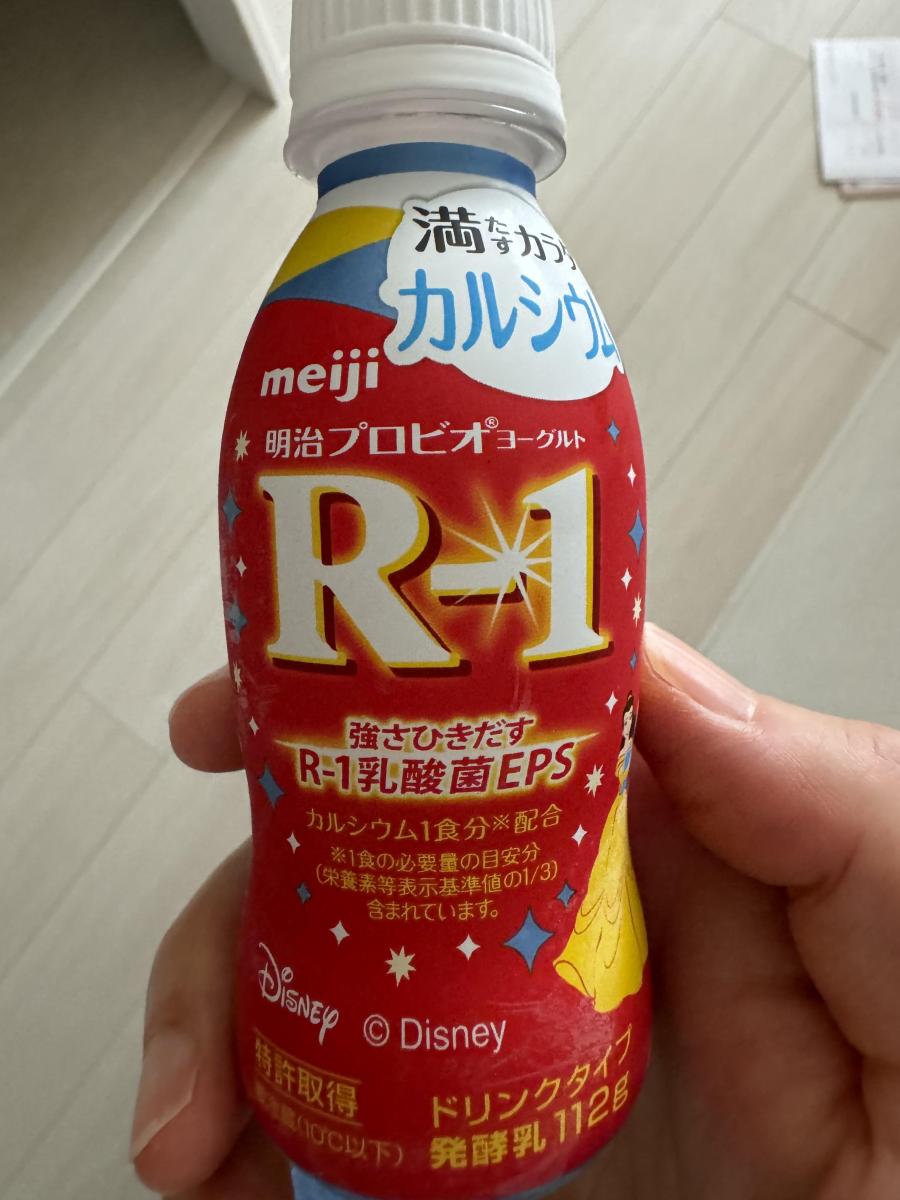 満たすカラ
カルシウム
meiji
明治プロビオ®ヨーグルト
R-1
強さひきだす
R-1乳酸菌EPS
カルシウム1食分※配合
※1食の必要量の目安分
(栄養素等表示基準値の1/3)
含まれています。
Disney
© Disney
特許取得
ドリンクタイプ
(10℃以下)
発酵乳 112g